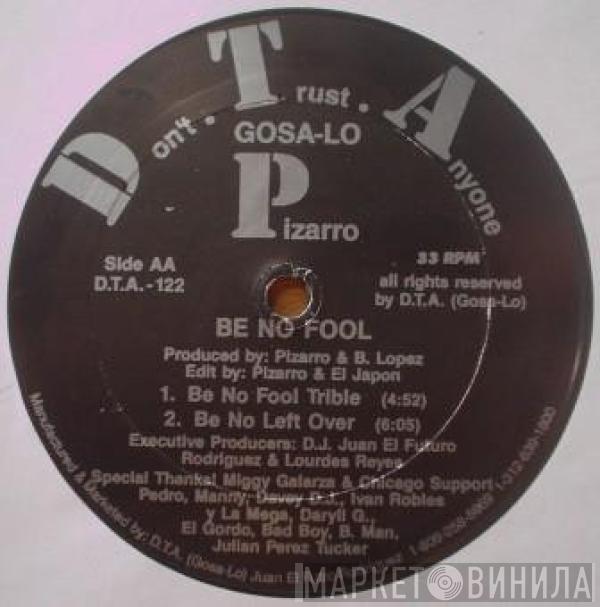 Don't • Trust • Anyone
GOSA-LO
Pizarro
Side AA
D.T.A.-122
33 RPM
all rights reserved
by D.T.A. (Gosa-Lo)
BE NO FOOL
Produced by: Pizarro & B. Lopez
Edit by: Pizarro & El Japon
1. Be No Fool Trible (4:52)
2. Be No Left Over (6:05)
Executive Producers: D.J. Juan El Futuro
Rodriguez & Lourdes Reyes
Special Thanks! Miggy Galarza & Chicago Support
Pedro, Manny, Davey D.J., Ivan Robles
y La Mega, Daryll G.,
El Gordo, Bad Boy, B. Man,
Julian Perez Tucker
Manufactured & Marketed by: D.T.A. (Gosa-Lo) Juan El
МАРКЕТ ВИНИЛА